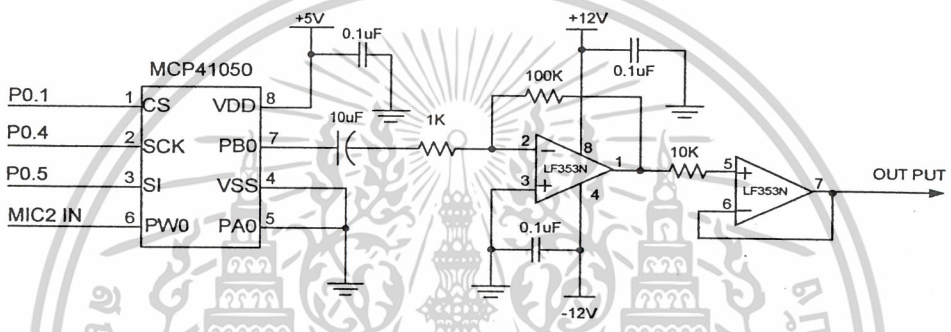 +5V
0.1uF
+12V
0.1uF
MCP41050
P0.1 1 CS VDD 8
P0.4 2 SCK PB0 7
P0.5 3 SI VSS 4
MIC2 IN 6 PW0 PA0 5
10uF
1K
100K
2
3
8
1
4
LF353N
0.1uF
-12V
10K
5
6
7
LF353N
OUT PUT